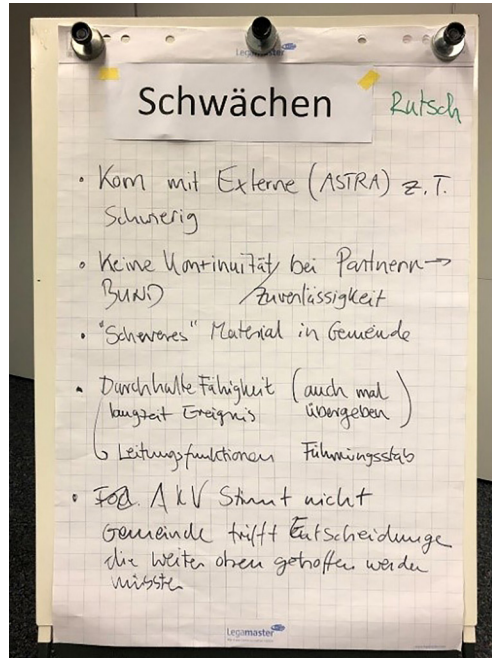 Legamaster
Schwächen
Rutsch
• Kom mit Externe (ASTRA) z.T.
Schwierig
• Keine Kontinuität/ bei Partnern →
BUND /Zuverlässigkeit
• "Schweres" Material in Gemeinde
• Durchhalte Fähigkeit (auch mal
langzeit Ereignis übergeben)
↳ Leitungsfunktionen Führungsstab
• AKV Stimmt nicht
Gemeinde trifft Entscheidunge
die weiter oben getroffen werden
müsste
Legamaster